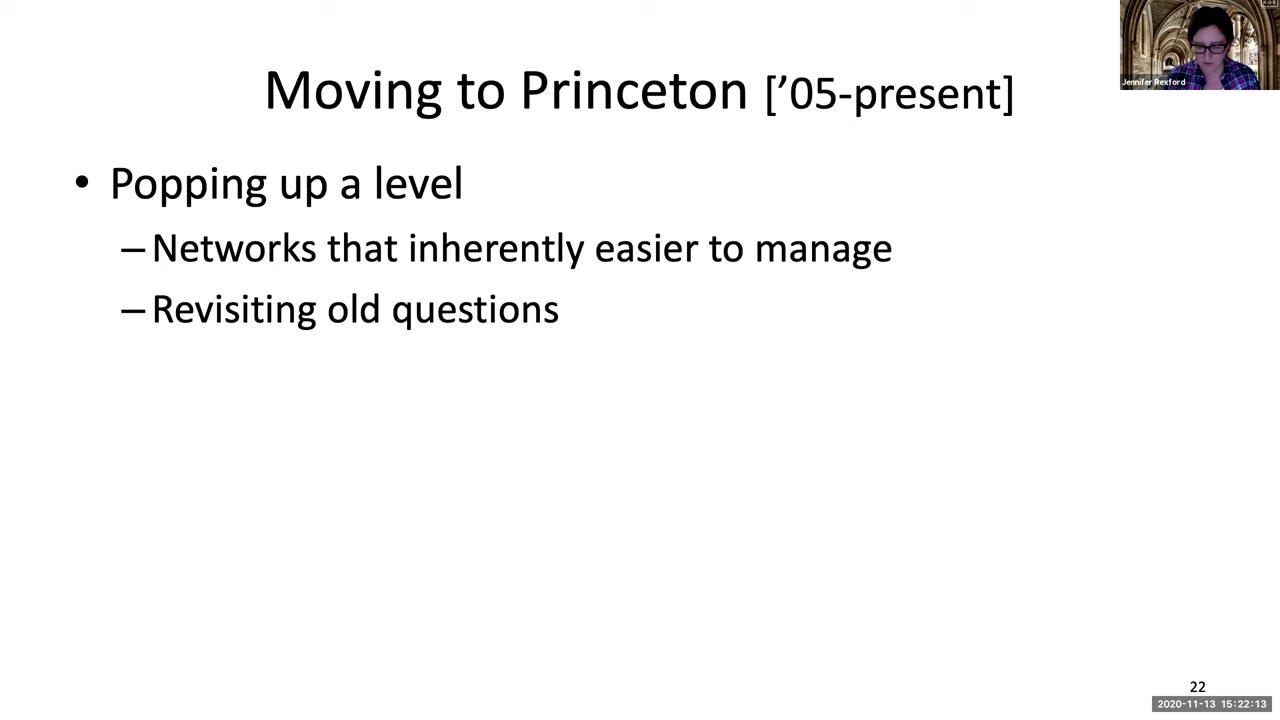 Moving to Princeton ['05-present]
Jennifer Rexford
• Popping up a level
– Networks that inherently easier to manage
– Revisiting old questions
22
2020-11-13 15:22:13